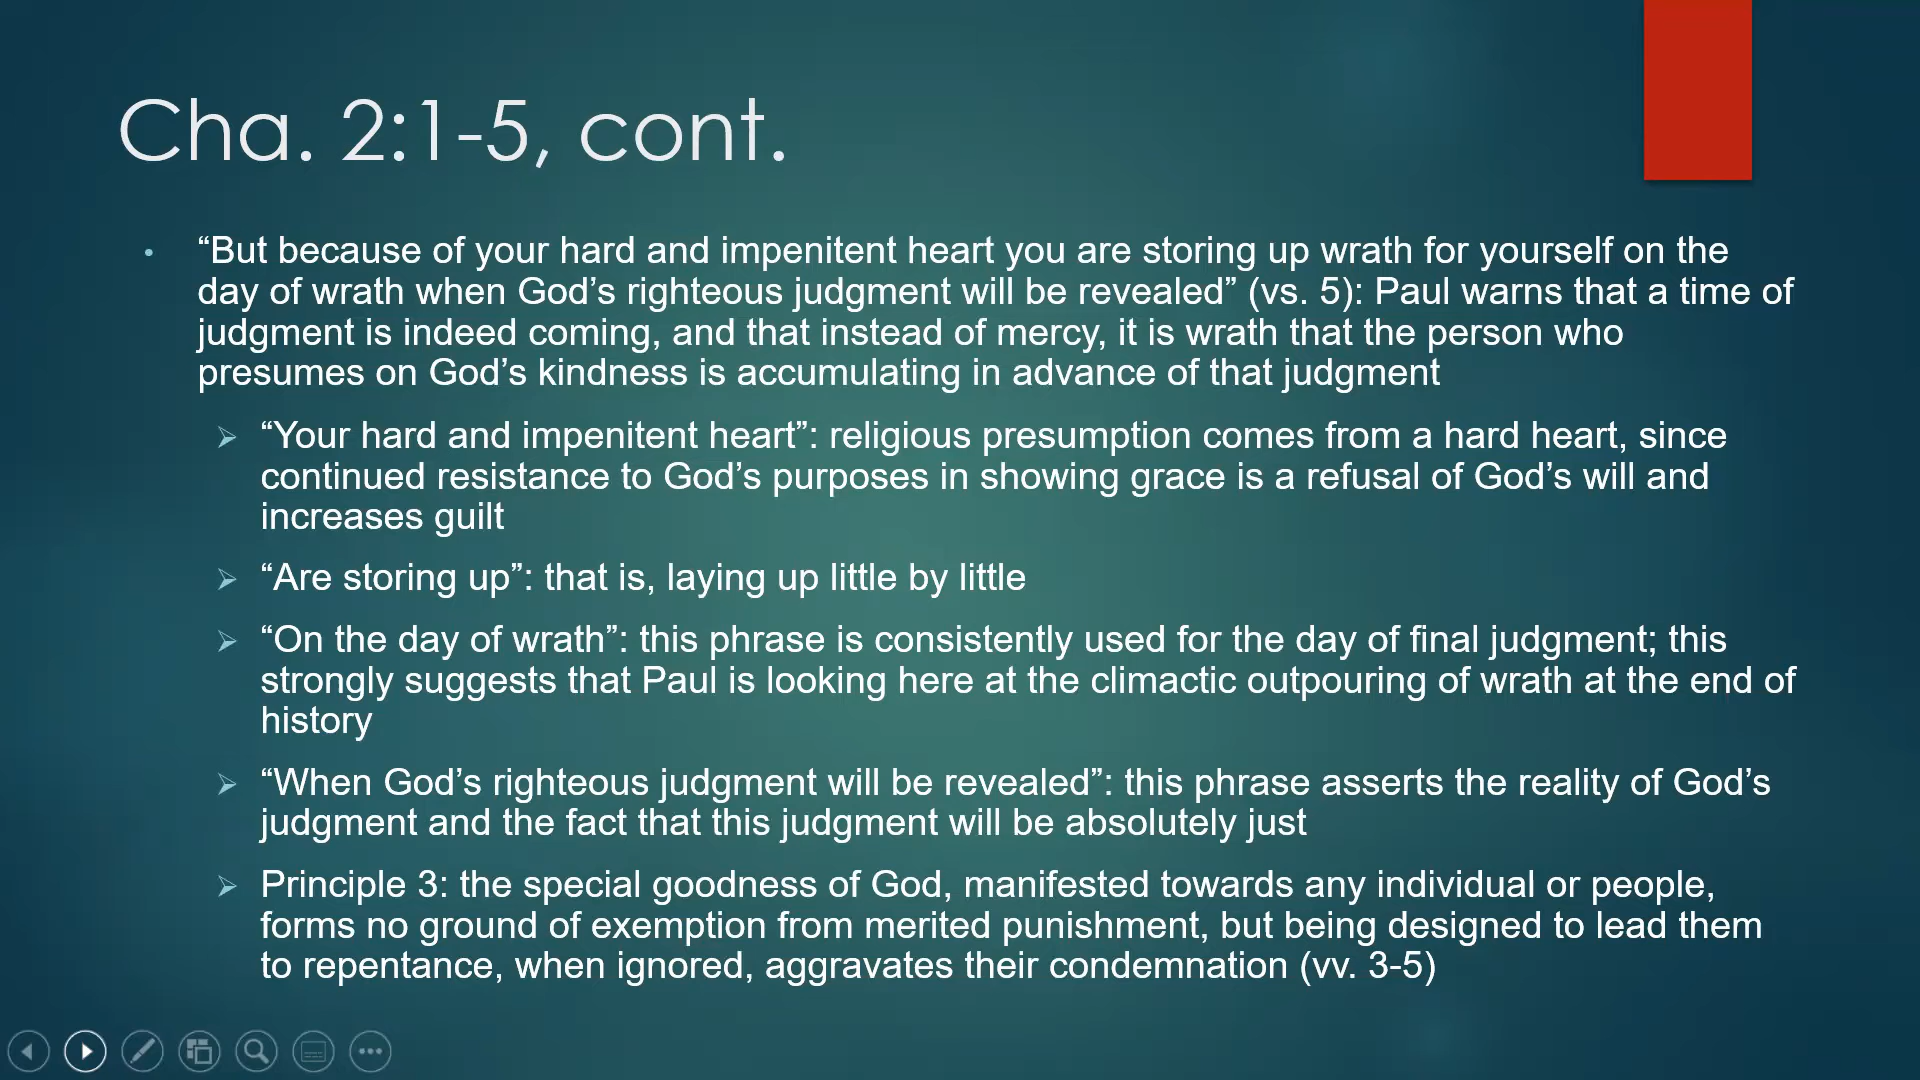 Cha. 2:1-5, cont.
• “But because of your hard and impenitent heart you are storing up wrath for yourself on the
day of wrath when God’s righteous judgment will be revealed” (vs. 5): Paul warns that a time of
judgment is indeed coming, and that instead of mercy, it is wrath that the person who
presumes on God’s kindness is accumulating in advance of that judgment
➢ “Your hard and impenitent heart”: religious presumption comes from a hard heart, since
continued resistance to God’s purposes in showing grace is a refusal of God’s will and
increases guilt
➢ “Are storing up”: that is, laying up little by little
➢ “On the day of wrath”: this phrase is consistently used for the day of final judgment; this
strongly suggests that Paul is looking here at the climactic outpouring of wrath at the end of
history
➢ “When God’s righteous judgment will be revealed”: this phrase asserts the reality of God’s
judgment and the fact that this judgment will be absolutely just
➢ Principle 3: the special goodness of God, manifested towards any individual or people,
forms no ground of exemption from merited punishment, but being designed to lead them
to repentance, when ignored, aggravates their condemnation (vv. 3-5)